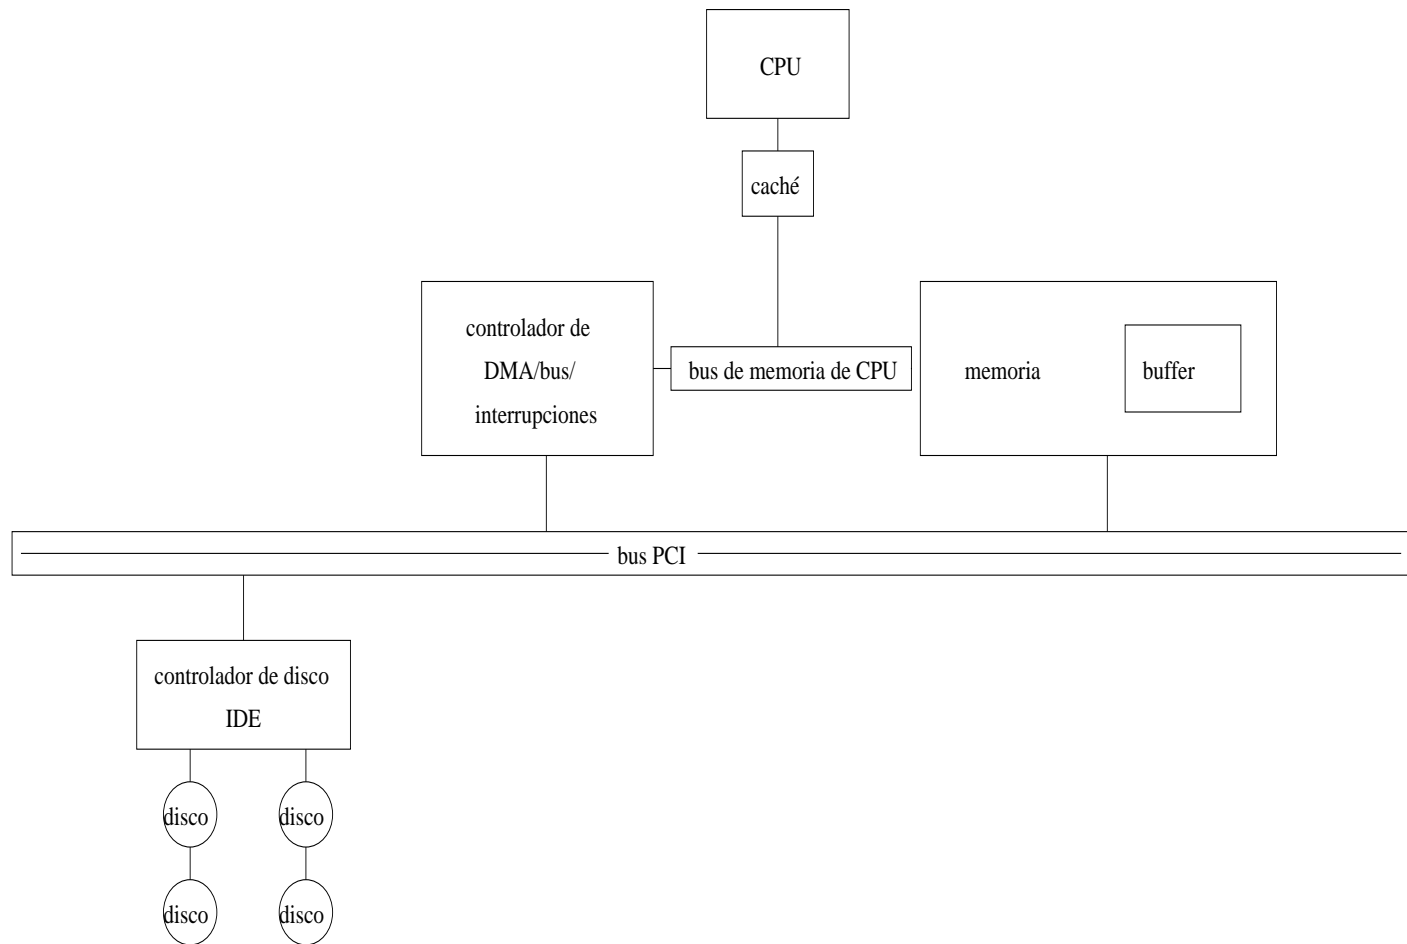 CPU
caché
controlador de
DMA/bus/
interrupciones
bus de memoria de CPU
memoria
buffer
bus PCI
controlador de disco
IDE
disco
disco
disco
disco